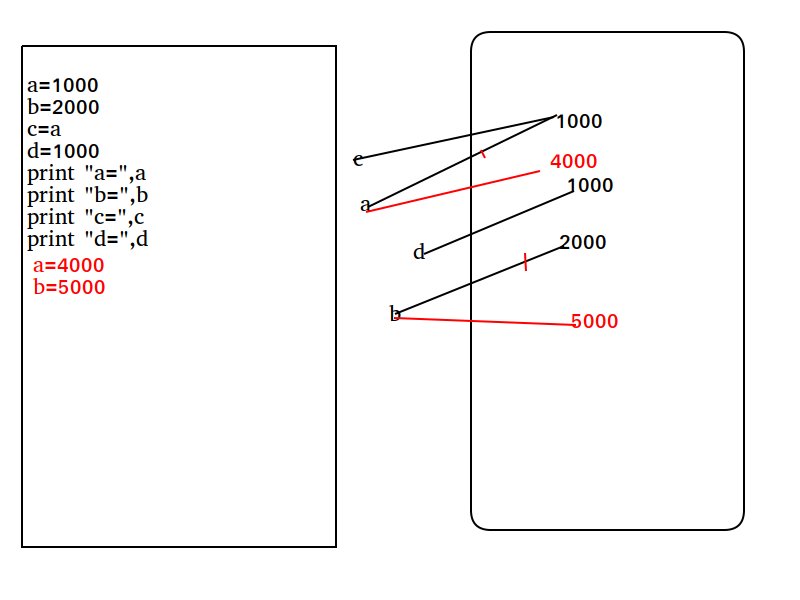 a=1000
b=2000
c=a
d=1000
print "a=",a
print "b=",b
print "c=",c
print "d=",d
a=4000
b=5000
c
a
d
b
1000
4000
1000
2000
5000